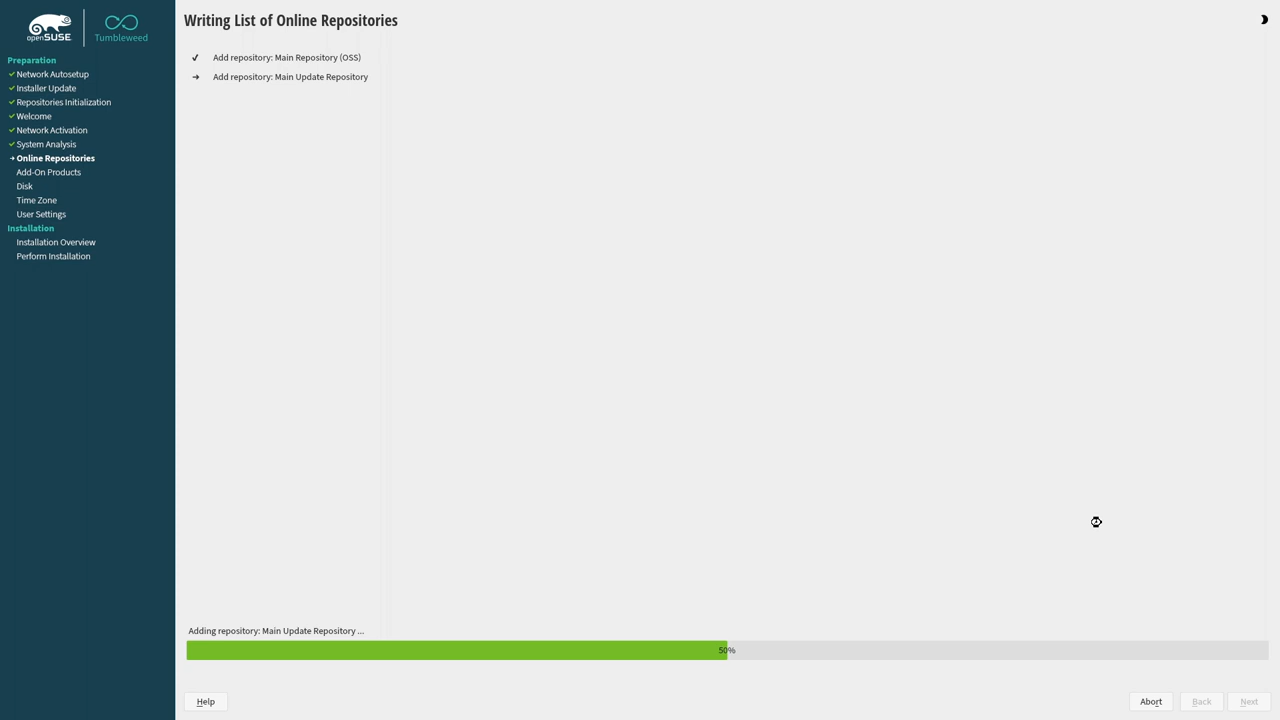 openSUSE
Tumbleweed
Writing List of Online Repositories
Preparation
Network Autosetup
Installer Update
Repositories Initialization
Welcome
Network Activation
System Analysis
Online Repositories
Add-On Products
Disk
Time Zone
User Settings
Installation
Installation Overview
Perform Installation
Add repository: Main Repository (OSS)
Add repository: Main Update Repository
Adding repository: Main Update Repository ...
50%
Help
Abort
Back
Next